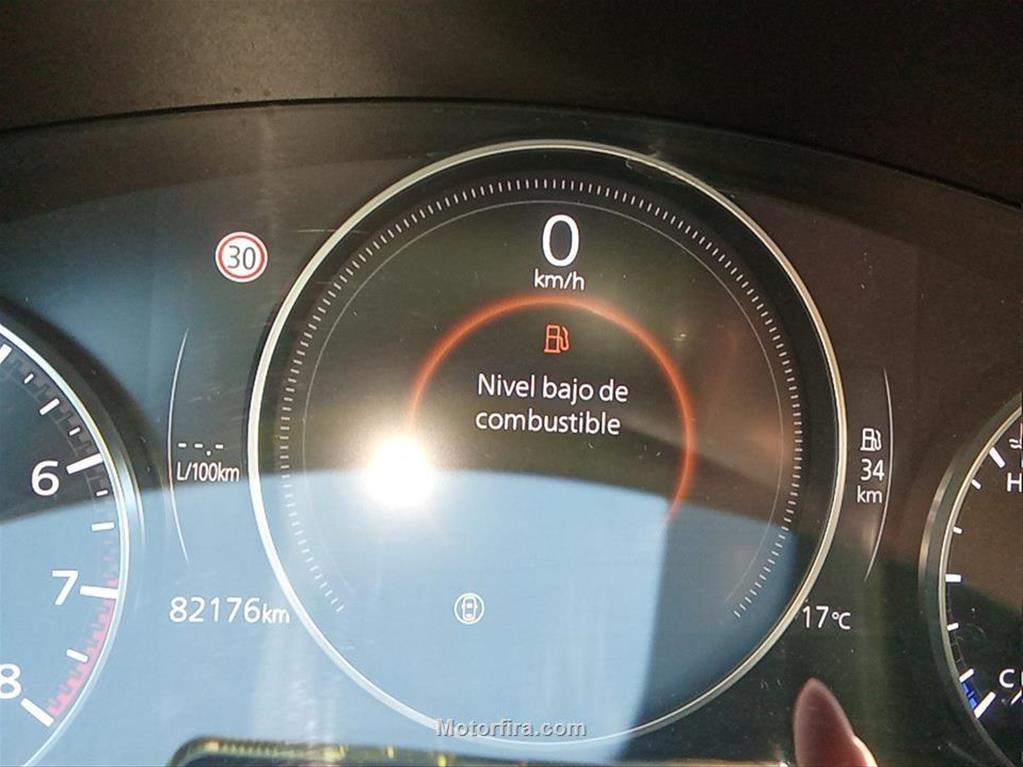 0
km/h
30
Nivel bajo de
combustible
--.-
L/100km
34
km
6
7
8
H
82176km
17°C
C
Motorfira.com